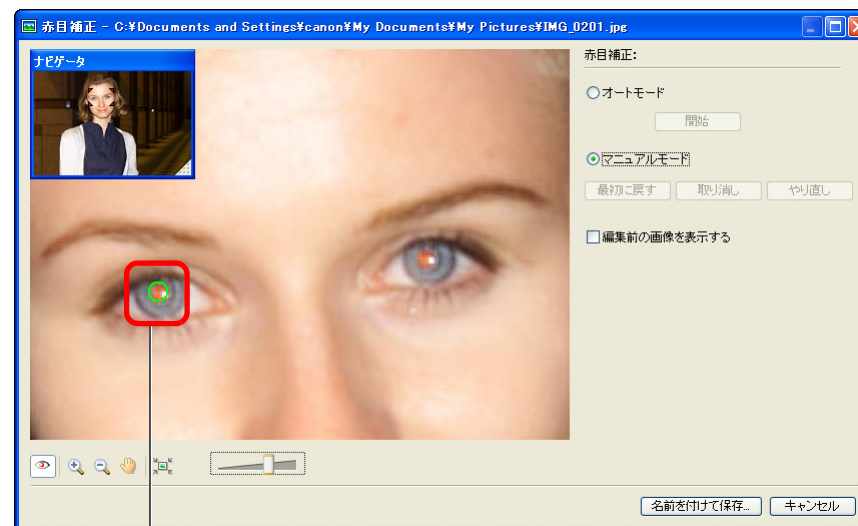 赤目補正 - C:¥Documents and Settings¥canon¥My Documents¥My Pictures¥IMG_0201.jpg
ナビゲータ
赤目補正:
オートモード
開始
マニュアルモード
最初に戻す 取り消し やり直し
編集前の画像を表示する
名前を付けて保存... キャンセル